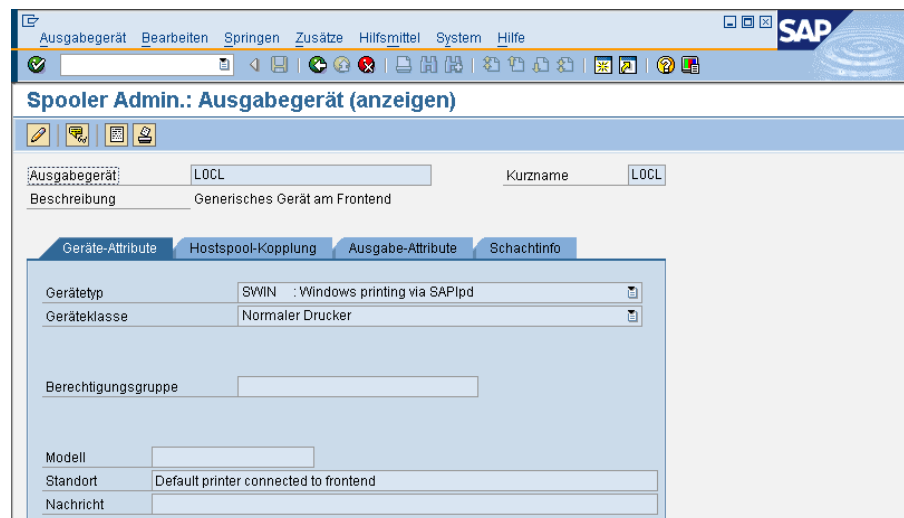 Ausgabegerät Bearbeiten Springen Zusätze Hilfsmittel System Hilfe
SAP
Spooler Admin.: Ausgabegerät (anzeigen)
Ausgabegerät LOCL Kurzname LOCL
Beschreibung Generisches Gerät am Frontend
Geräte-Attribute Hostspool-Kopplung Ausgabe-Attribute Schachtinfo
Gerätetyp SWIN : Windows printing via SAPlpd
Geräteklasse Normaler Drucker
Berechtigungsgruppe
Modell
Standort Default printer connected to frontend
Nachricht